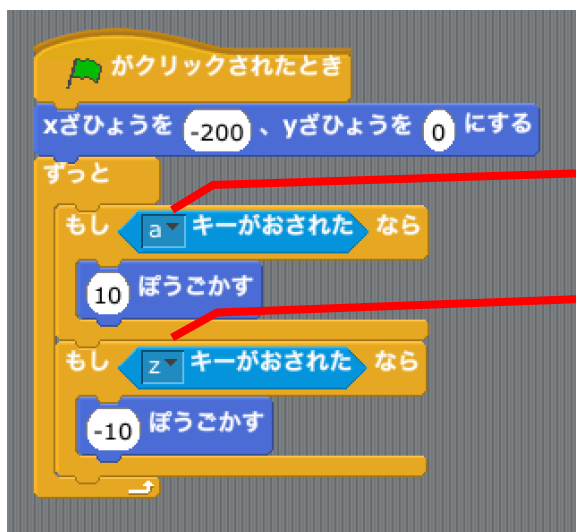 がクリックされたとき
xざひょうを -200 、yざひょうを 0 にする
ずっと
もし a キーがおされた なら
10 ぽうごかす
もし z キーがおされた なら
-10 ぽうごかす